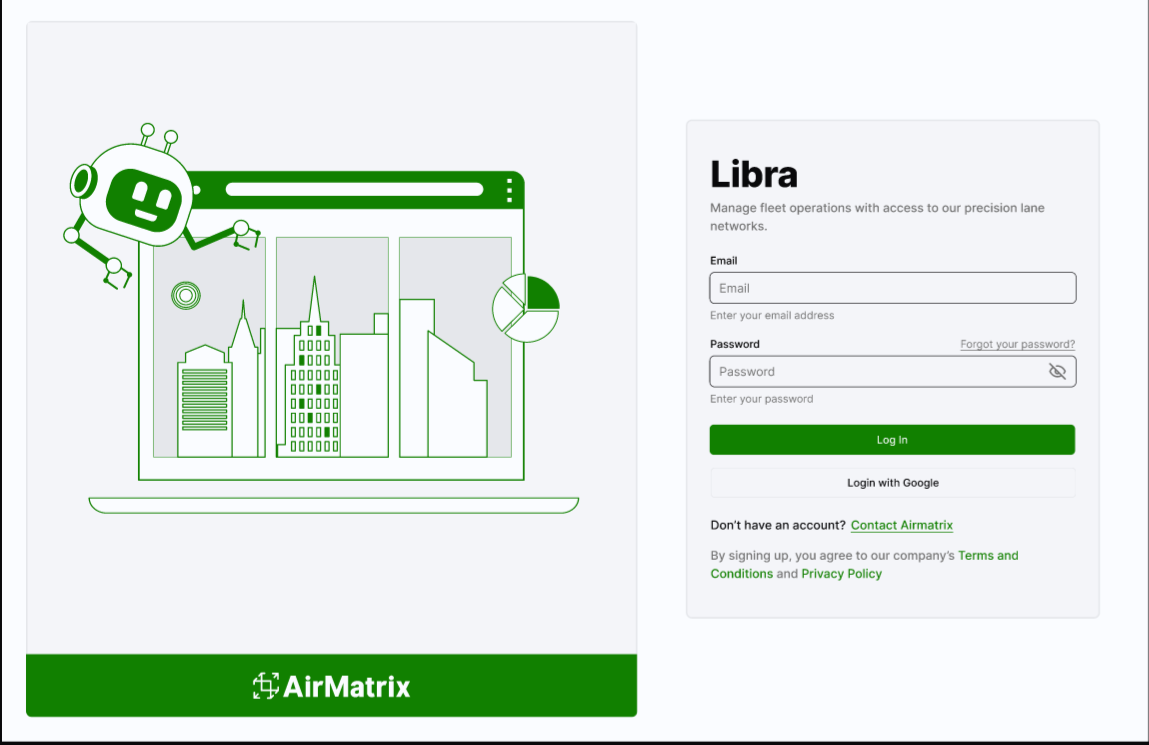 Libra
Manage fleet operations with access to our precision lane
networks.
Email
Email
Enter your email address
Password
Forgot your password?
Password
Enter your password
Log In
Login with Google
Don’t have an account? Contact Airmatrix
By signing up, you agree to our company’s Terms and
Conditions and Privacy Policy
AirMatrix